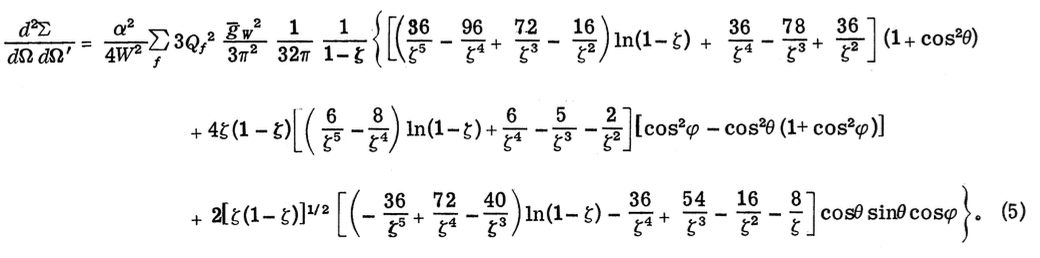 d²Σ/dΩ dΩ′ = α²/4W² Σ_f 3Q_f² ḡ_W²/3π² 1/32π 1/1−ζ {[(36/ζ⁵ − 96/ζ⁴ + 72/ζ³ − 16/ζ²) ln(1−ζ) + 36/ζ⁴ − 78/ζ³ + 36/ζ²] (1 + cos²θ)
+ 4ζ(1 − ζ)[(6/ζ⁵ − 8/ζ⁴) ln(1−ζ) + 6/ζ⁴ − 5/ζ³ − 2/ζ²][cos²φ − cos²θ (1 + cos²φ)]
+ 2[ζ(1−ζ)]^1/2 [(− 36/ζ⁵ + 72/ζ⁴ − 40/ζ³) ln(1−ζ) − 36/ζ⁴ + 54/ζ³ − 16/ζ² − 8/ζ] cosθ sinθ cosφ}. (5)